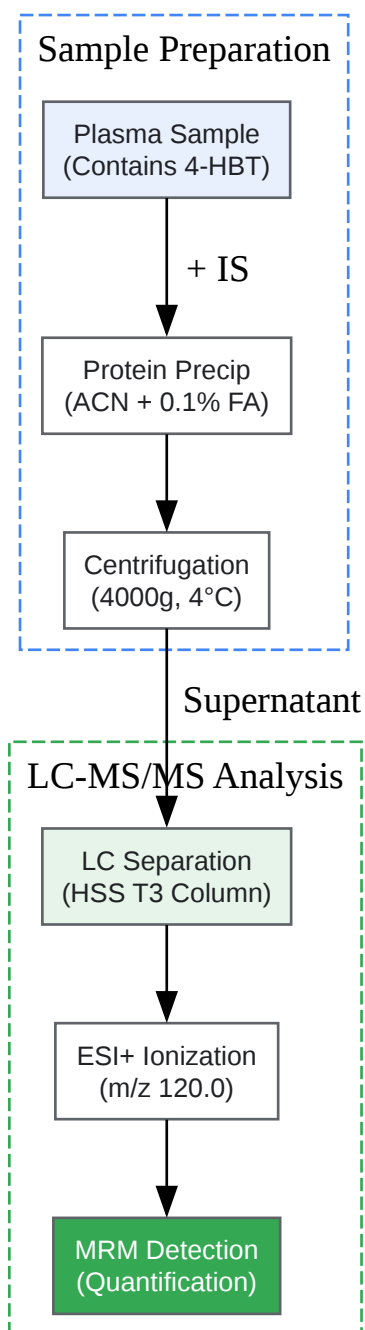 Sample Preparation
Plasma Sample
(Contains 4-HBT)
+ IS
Protein Precip
(ACN + 0.1% FA)
Centrifugation
(4000g, 4°C)
Supernatant
LC-MS/MS Analysis
LC Separation
(HSS T3 Column)
ESI+ Ionization
(m/z 120.0)
MRM Detection
(Quantification)